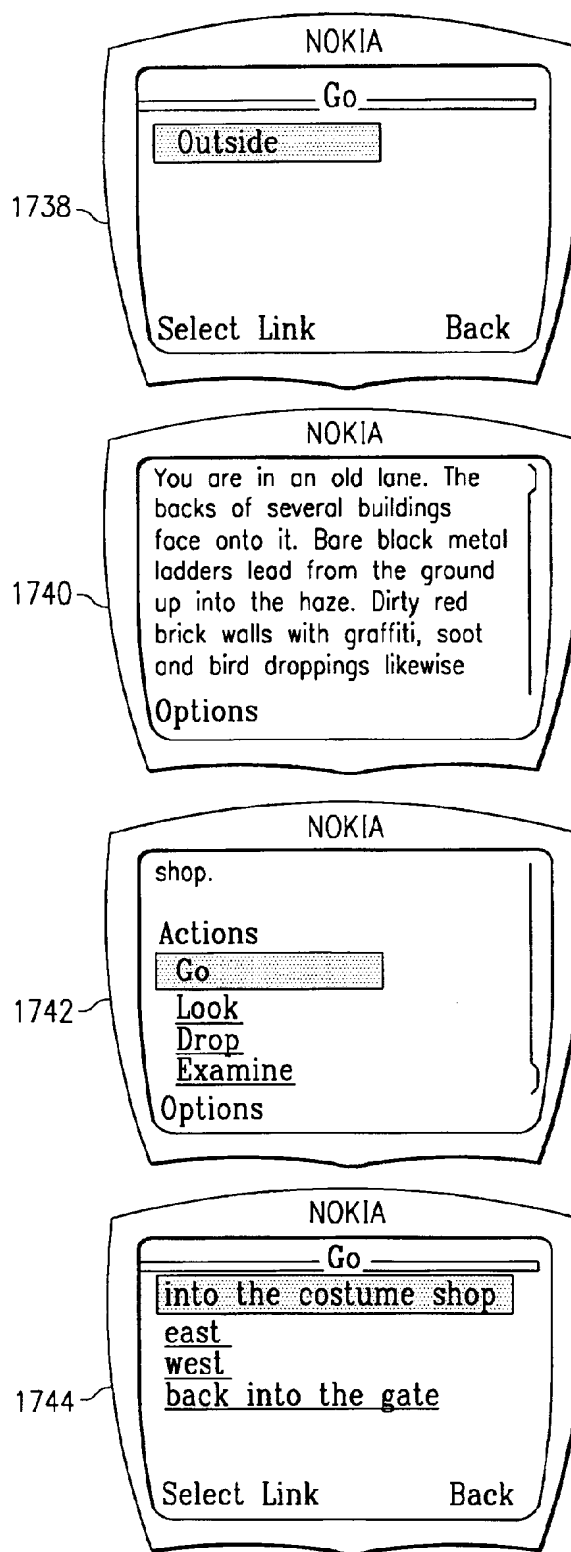 NOKIA
Go
Outside
1738
Select Link Back
NOKIA
You are in an old lane. The
backs of several buildings
face onto it. Bare black metal
ladders lead from the ground
1740
up into the haze. Dirty red
brick walls with graffiti, soot
and bird droppings likewise
Options
NOKIA
shop.
Actions
Go
1742
Look
Drop
Examine
Options
NOKIA
Go
into the costume shop
east
west
back into the gate
1744
Select Link Back